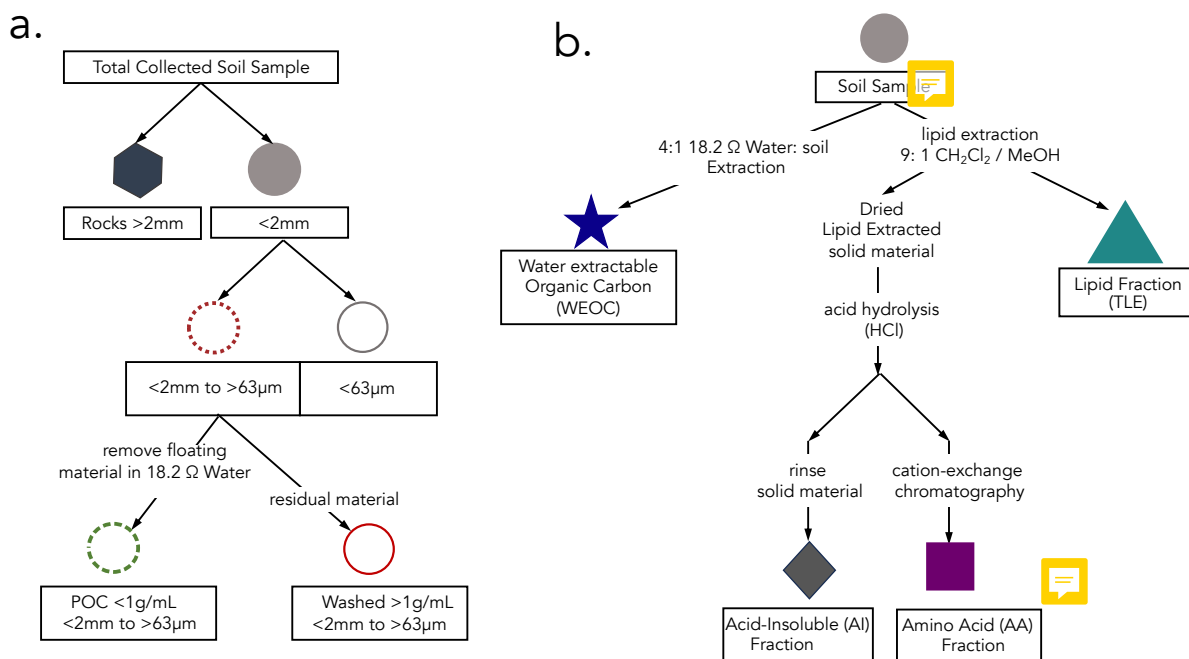 a.
Total Collected Soil Sample
Rocks >2mm
<2mm
<2mm to >63µm
<63µm
remove floating
material in 18.2 Ω Water
residual material
POC <1g/mL
<2mm to >63µm
Washed >1g/mL
<2mm to >63µm
b.
Soil Sample
4:1 18.2 Ω Water: soil
Extraction
lipid extraction
9: 1 CH₂Cl₂ / MeOH
Water extractable
Organic Carbon
(WEOC)
Dried
Lipid Extracted
solid material
Lipid Fraction
(TLE)
acid hydrolysis
(HCl)
rinse
solid material
cation-exchange
chromatography
Acid-Insoluble (AI)
Fraction
Amino Acid (AA)
Fraction